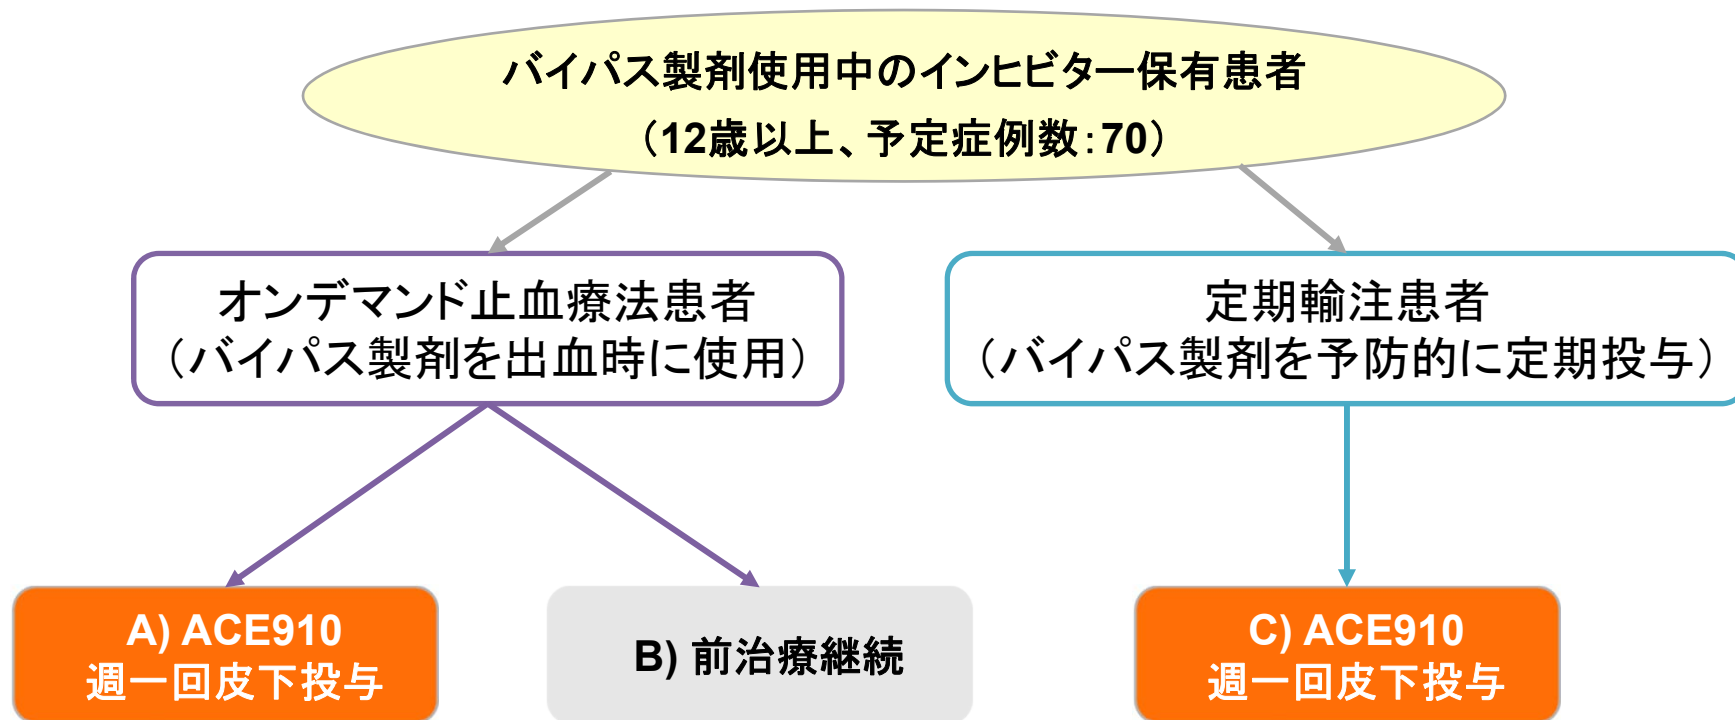 バイパス製剤使用中のインヒビター保有患者
（12歳以上、予定症例数：70）
オンデマンド止血療法患者
（バイパス製剤を出血時に使用）
定期輸注患者
（バイパス製剤を予防的に定期投与）
A) ACE910
週一回皮下投与
B) 前治療継続
C) ACE910
週一回皮下投与